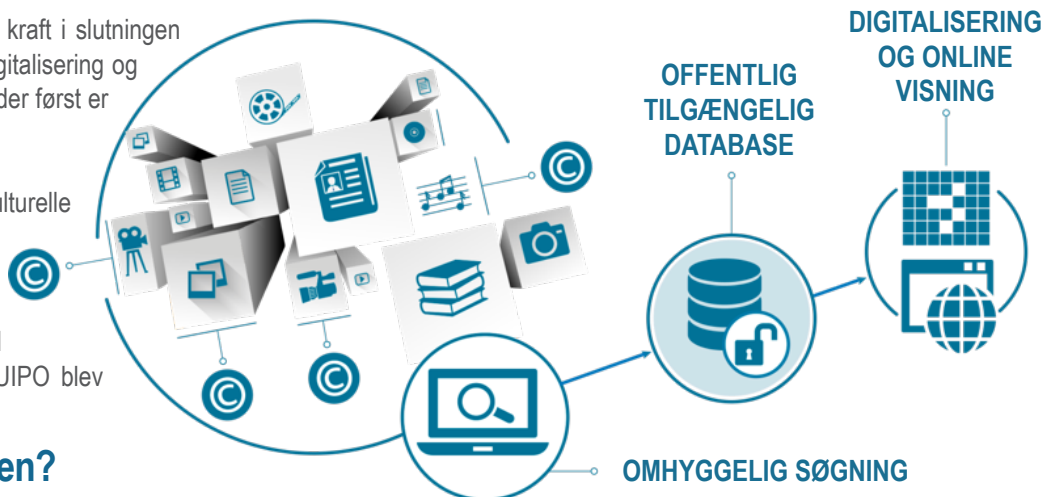 kraft i slutningen
gitalisering og
der først er
ulturelle
UIPO blev
en?
DIGITALISERING
OG ONLINE
VISNING
OFFENTLIG
TILGÆNGELIG
DATABASE
©
©
©
©
OMHYGGELIG SØGNING